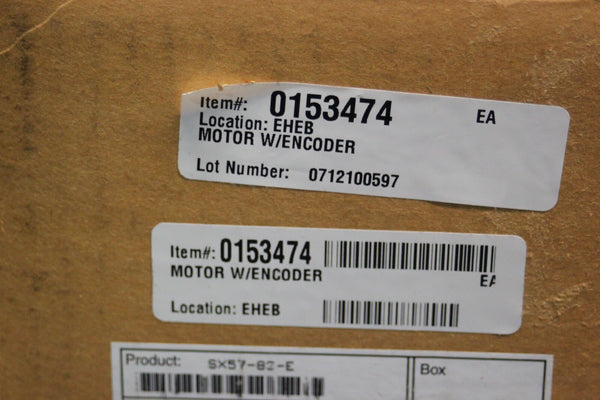 Item#: 0153474 EA
Location: EHEB
MOTOR W/ENCODER
Lot Number: 0712100597
Item#: 0153474
MOTOR W/ENCODER EA
Location: EHEB
Product: SX57-82-E Box